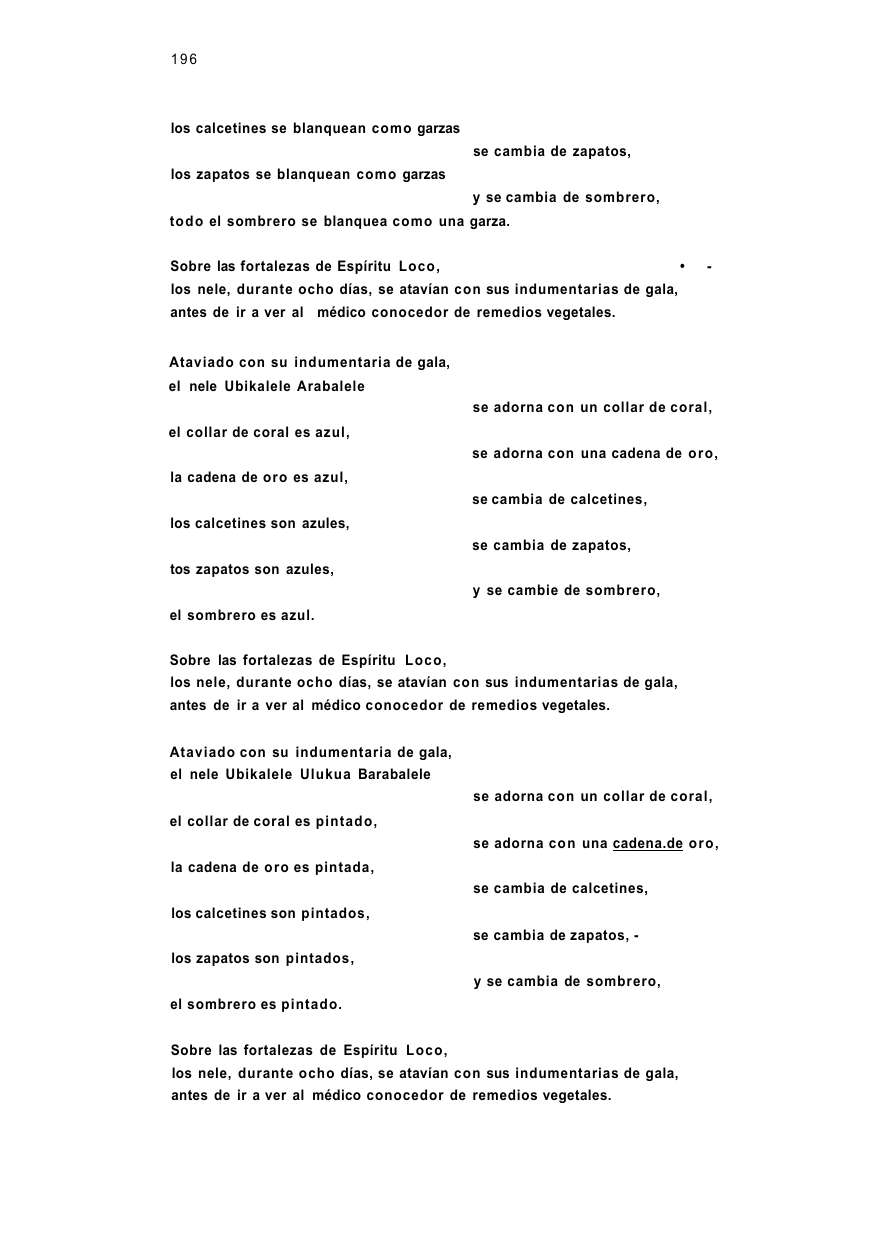 196
los calcetines se blanquean como garzas
se cambia de zapatos,
los zapatos se blanquean como garzas
y se cambia de sombrero,
todo el sombrero se blanquea como una garza.
Sobre las fortalezas de Espíritu Loco, • -
los nele, durante ocho días, se atavían con sus indumentarias de gala,
antes de ir a ver al médico conocedor de remedios vegetales.
Ataviado con su indumentaria de gala,
el nele Ubikalele Arabalele
se adorna con un collar de coral,
el collar de coral es azul,
se adorna con una cadena de oro,
la cadena de oro es azul,
se cambia de calcetines,
los calcetines son azules,
se cambia de zapatos,
tos zapatos son azules,
y se cambie de sombrero,
el sombrero es azul.
Sobre las fortalezas de Espíritu Loco,
los nele, durante ocho días, se atavían con sus indumentarias de gala,
antes de ir a ver al médico conocedor de remedios vegetales.
Ataviado con su indumentaria de gala,
el nele Ubikalele Ulukua Barabalele
se adorna con un collar de coral,
el collar de coral es pintado,
se adorna con una cadena.de oro,
la cadena de oro es pintada,
se cambia de calcetines,
los calcetines son pintados,
se cambia de zapatos, -
los zapatos son pintados,
y se cambia de sombrero,
el sombrero es pintado.
Sobre las fortalezas de Espíritu Loco,
los nele, durante ocho días, se atavían con sus indumentarias de gala,
antes de ir a ver al médico conocedor de remedios vegetales.